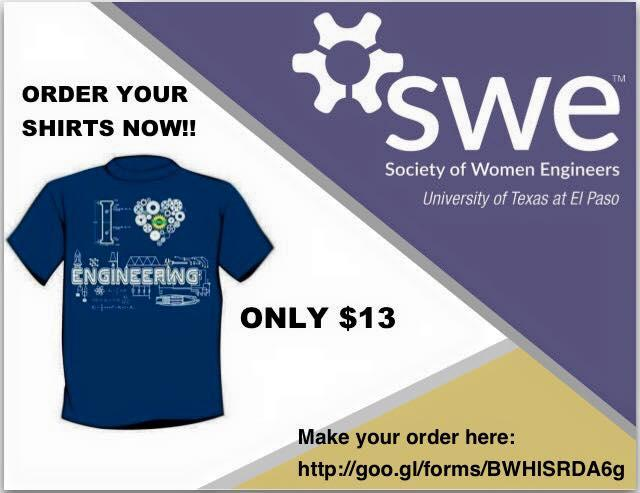 ORDER YOUR
SHIRTS NOW!!
swe™
Society of Women Engineers
University of Texas at El Paso
I
ENGINEERING
ONLY $13
Make your order here:
http://goo.gl/forms/BWHISRDA6g